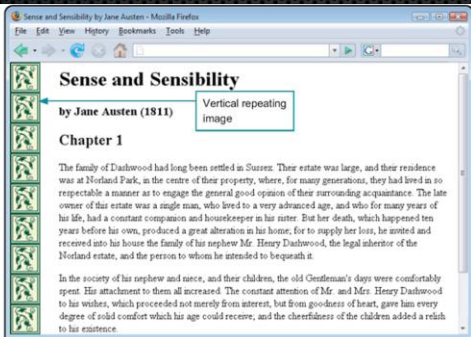 Sense and Sensibility by Jane Austen - Mozilla Firefox
File Edit View History Bookmarks Tools Help
Sense and Sensibility
by Jane Austen (1811)
Vertical repeating
image
Chapter 1
The family of Dashwood had long been settled in Sussex. Their estate was large, and their residence
was at Norland Park, in the centre of their property, where, for many generations, they had lived in so
respectable a manner as to engage the general good opinion of their surrounding acquaintance. The late
owner of this estate was a single man, who lived to a very advanced age, and who for many years of
his life, had a constant companion and housekeeper in his sister. But her death, which happened ten
years before his own, produced a great alteration in his home; for to supply her loss, he invited and
received into his house the family of his nephew Mr. Henry Dashwood, the legal inheritor of the
Norland estate, and the person to whom he intended to bequeath it.
In the society of his nephew and niece, and their children, the old Gentleman's days were comfortably
spent. His attachment to them all increased. The constant attention of Mr. and Mrs. Henry Dashwood
to his wishes, which proceeded not merely from interest, but from goodness of heart, gave him every
degree of solid comfort which his age could receive; and the cheerfulness of the children added a relish
to his existence.